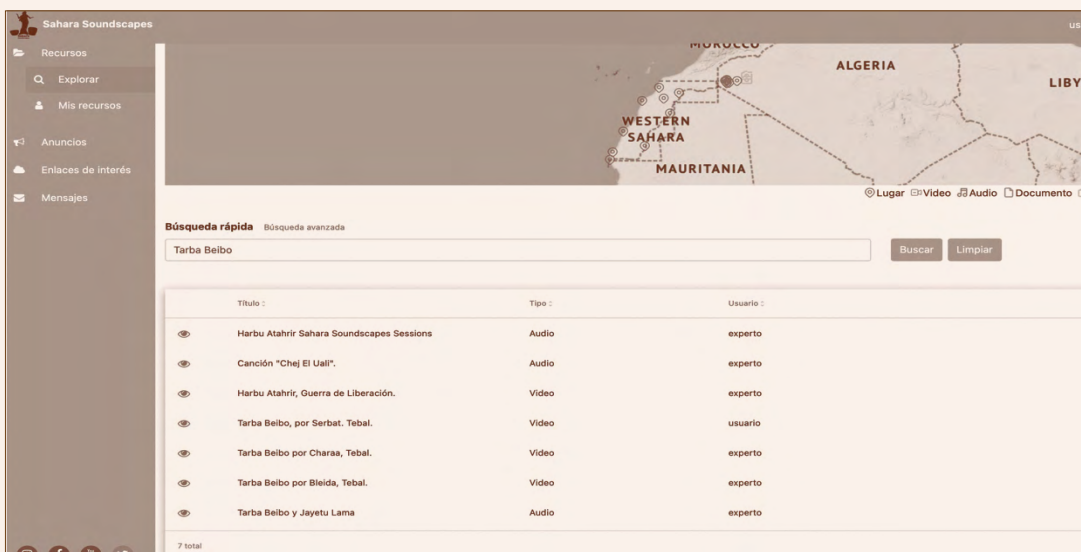 Sahara Soundscapes
us
Recursos
Explorar
Mis recursos
Anuncios
Enlaces de interés
Mensajes
MOROCCO
ALGERIA
LIBY
WESTERN
SAHARA
MAURITANIA
Lugar Video Audio Documento
Búsqueda rápida Búsqueda avanzada
Tarba Beibo
Buscar Limpiar
Título Tipo Usuario
Harbu Atahrir Sahara Soundscapes Sessions Audio experto
Canción "Chej El Uali". Audio experto
Harbu Atahrir, Guerra de Liberación. Video experto
Tarba Beibo, por Serbat. Tebal. Video usuario
Tarba Beibo por Charaa, Tebal. Video experto
Tarba Beibo por Bleida, Tebal. Video experto
Tarba Beibo y Jayetu Lama Audio experto
7 total